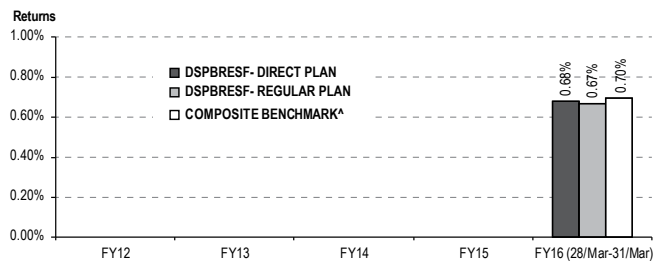 Returns
1.00%
0.80%
0.60%
0.40%
0.20%
0.00%
DSPBRESF- DIRECT PLAN
DSPBRESF- REGULAR PLAN
COMPOSITE BENCHMARK^
0.68%
0.67%
0.70%
FY12 FY13 FY14 FY15 FY16 (28/Mar-31/Mar)